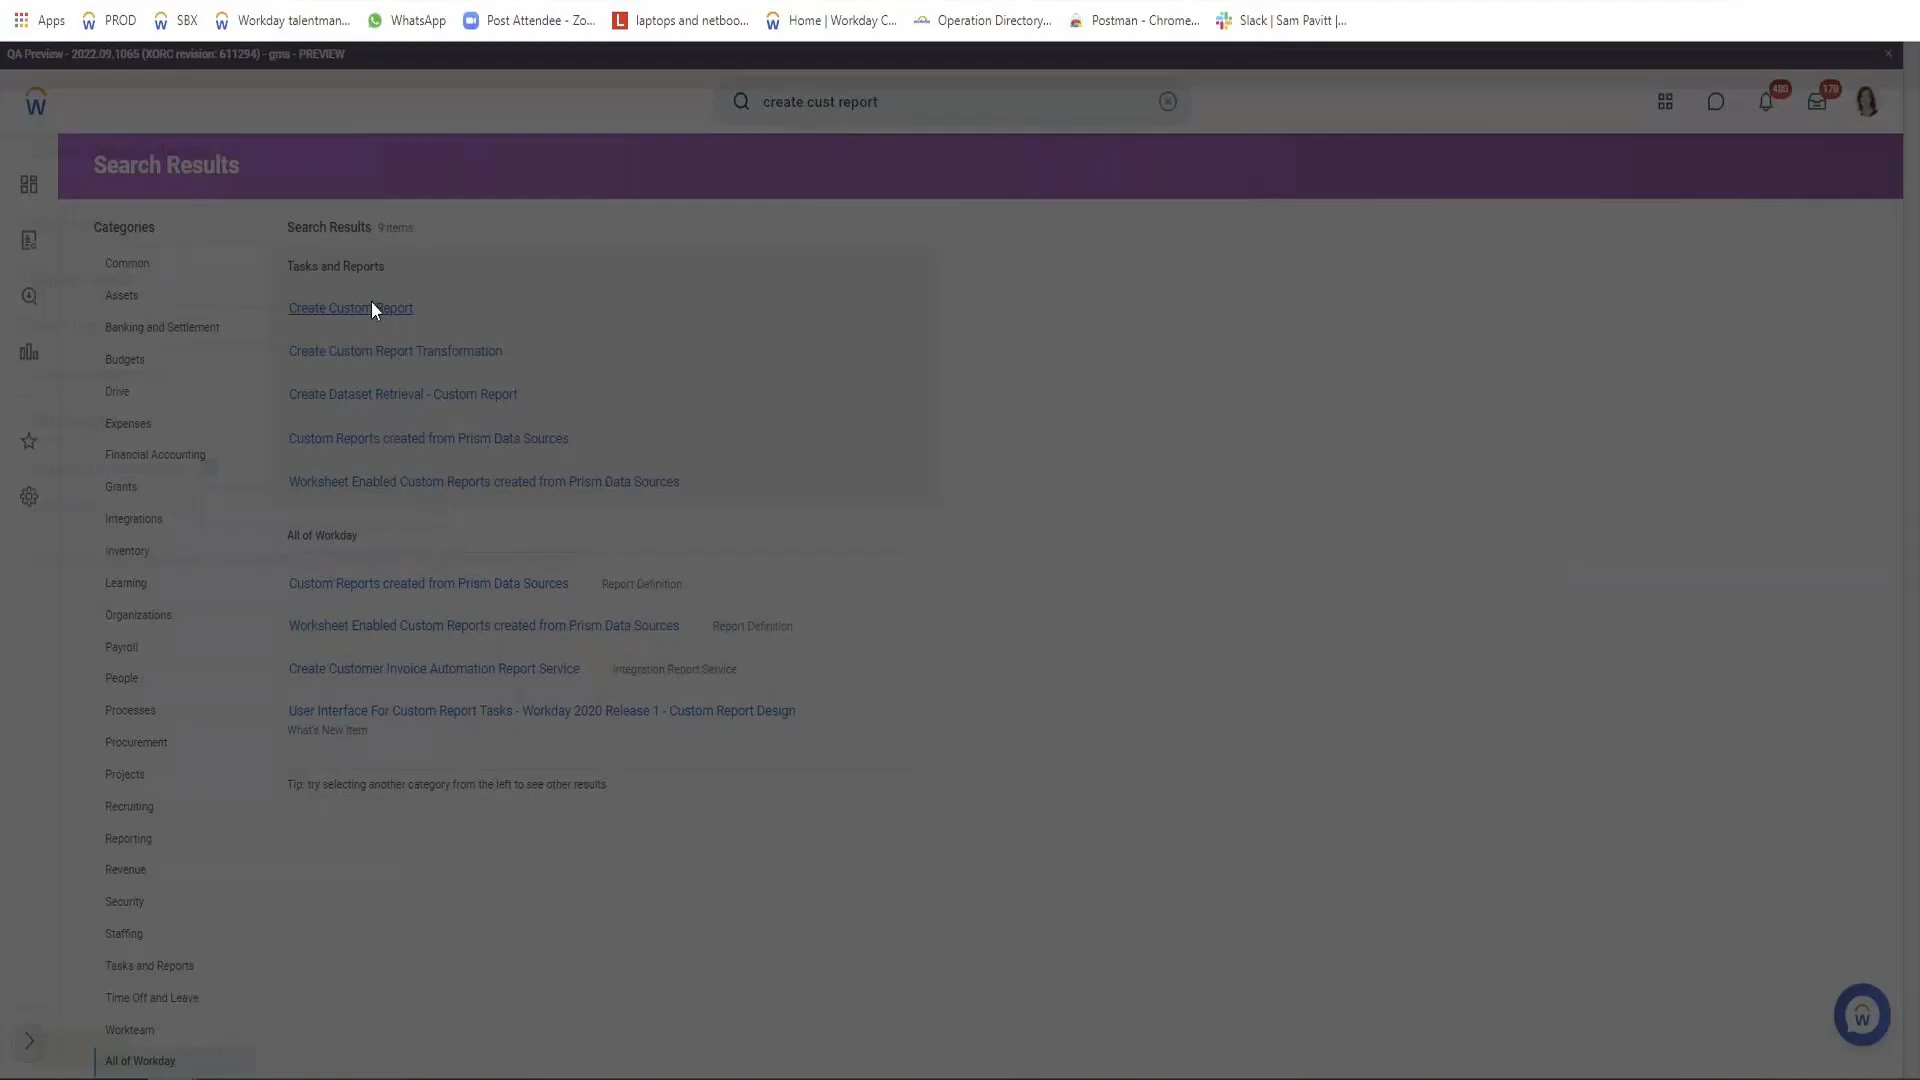 Apps
PROD
SBX
Workday talentman...
WhatsApp
Post Attendee - Zo...
laptops and netboo...
Home | Workday C...
Operation Directory...
Postman - Chrome...
Slack | Sam Pavitt |...
QA Preview - 2022.09.1065 (XORC revision: 611294) - gms - PREVIEW
create cust report
480
170
Search Results
Categories
Common
Assets
Banking and Settlement
Budgets
Drive
Expenses
Financial Accounting
Grants
Integrations
Inventory
Learning
Organizations
Payroll
People
Processes
Procurement
Projects
Recruiting
Reporting
Revenue
Security
Staffing
Tasks and Reports
Time Off and Leave
Workteam
All of Workday
Search Results 9 items
Tasks and Reports
Create Custom Report
Create Custom Report Transformation
Create Dataset Retrieval - Custom Report
Custom Reports created from Prism Data Sources
Worksheet Enabled Custom Reports created from Prism Data Sources
All of Workday
Custom Reports created from Prism Data Sources Report Definition
Worksheet Enabled Custom Reports created from Prism Data Sources Report Definition
Create Customer Invoice Automation Report Service Integration Report Service
User Interface For Custom Report Tasks - Workday 2020 Release 1 - Custom Report Design
What's New Item
Tip: try selecting another category from the left to see other results